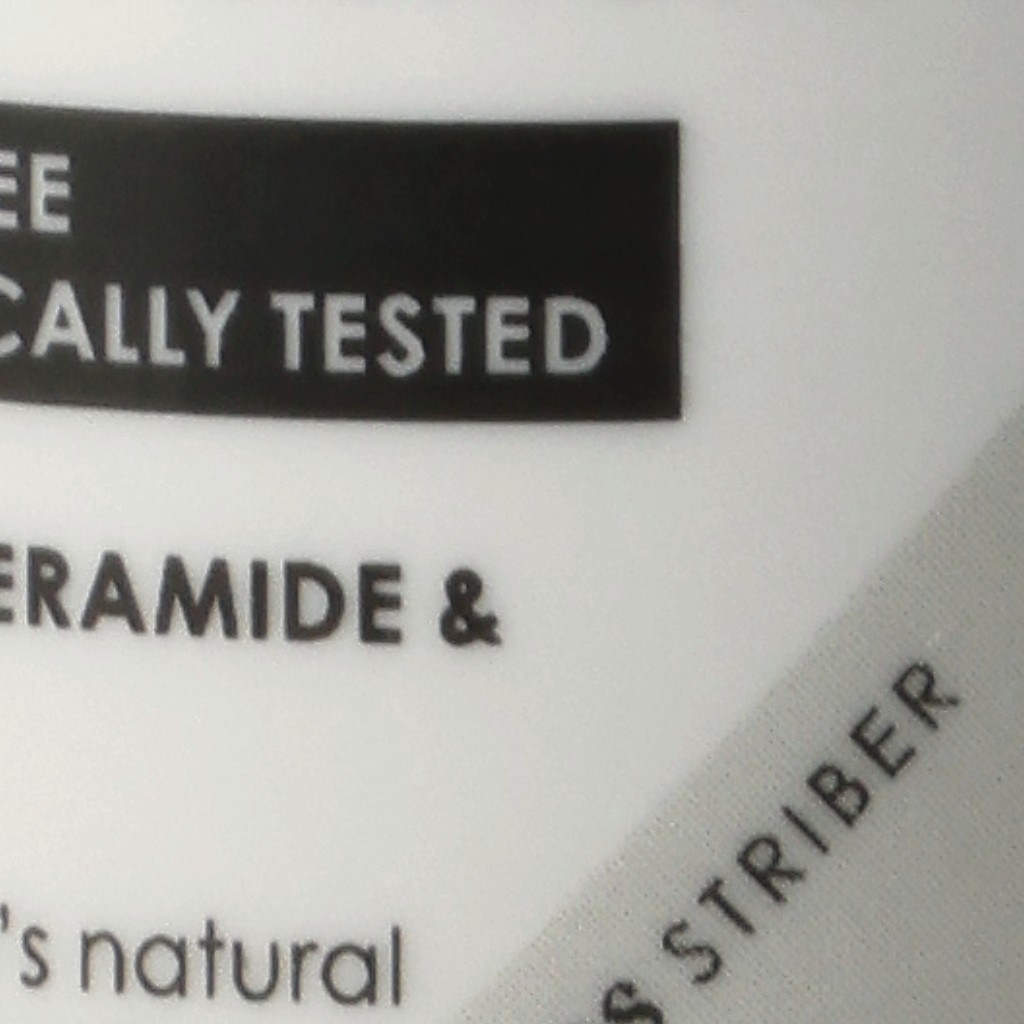 EE
CALLY TESTED
ERAMIDE &
's natural
& STRIBER